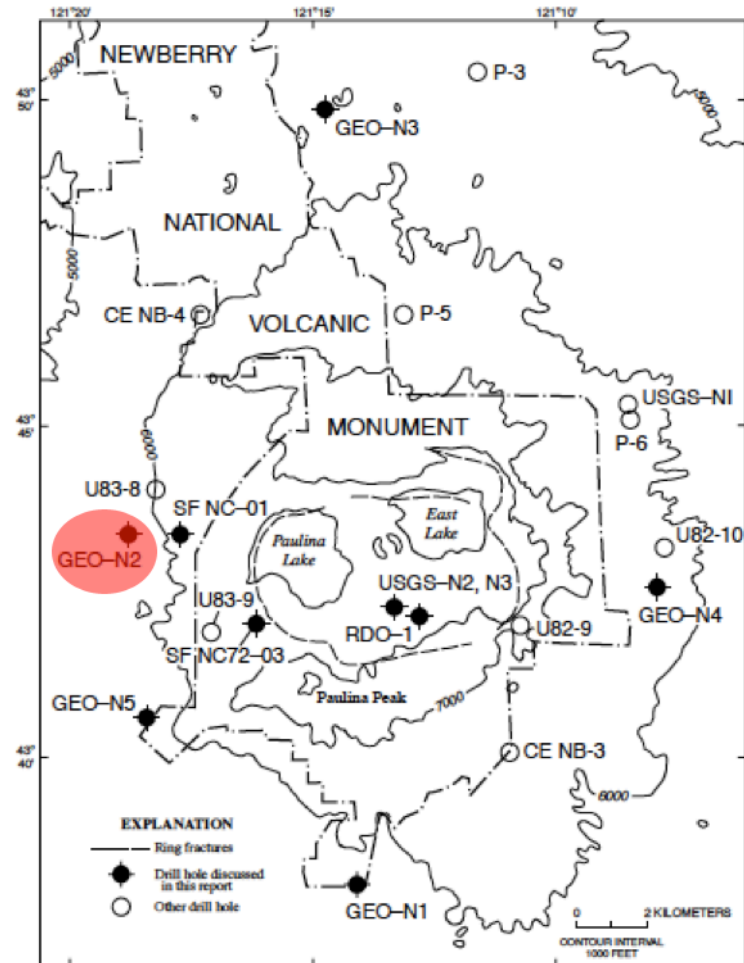 121°20' 121°15' 121°10'
NEWBERRY
5000
P-3
5000
43°
50'
GEO–N3
NATIONAL
5000
CE NB-4
VOLCANIC
P-5
USGS–NI
43°
45'
MONUMENT
P-6
6000
U83-8
SF NC–01
East
Lake
Paulina
Lake
U82-10
GEO–N2
USGS–N2, N3
U83-9
GEO–N4
RDO–1
U82–9
SF NC72–03
Paulina Peak
7000
GEO–N5
43°
40'
CE NB-3
6000
EXPLANATION
Ring fractures
Drill hole discussed
in this report
Other drill hole
GEO–N1
0 2 KILOMETERS
CONTOUR INTERVAL
1000 FEET